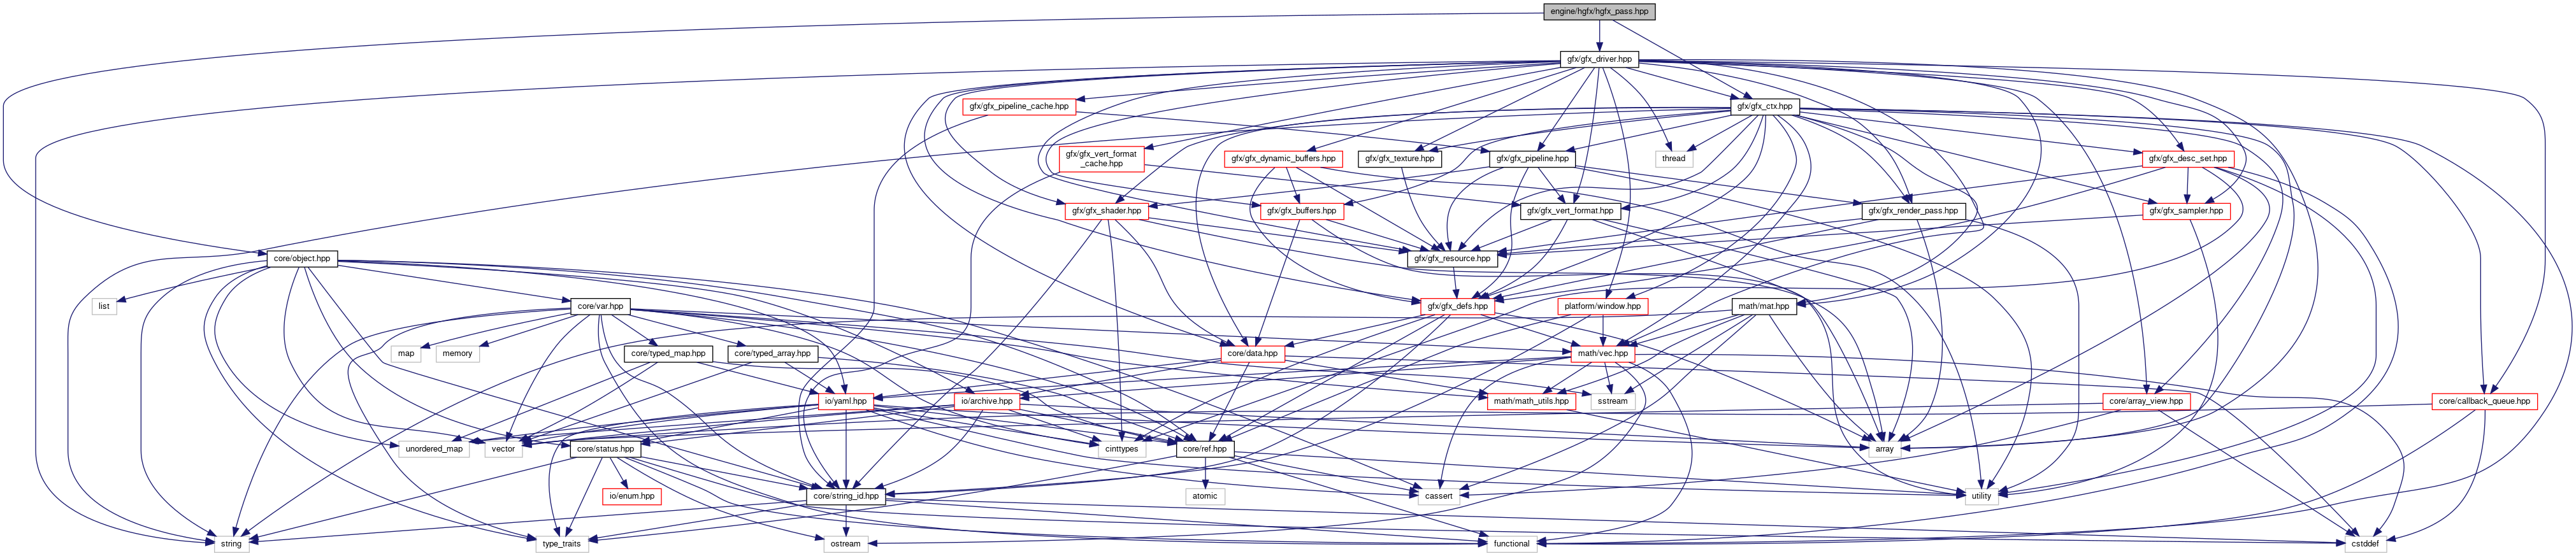 engine/hgfx/hgfx_pass.hpp
gfx/gfx_driver.hpp
gfx/gfx_pipeline_cache.hpp
gfx/gfx_ctx.hpp
gfx/gfx_vert_format
_cache.hpp
gfx/gfx_dynamic_buffers.hpp
gfx/gfx_texture.hpp
gfx/gfx_pipeline.hpp
thread
gfx/gfx_desc_set.hpp
gfx/gfx_shader.hpp
gfx/gfx_buffers.hpp
gfx/gfx_vert_format.hpp
gfx/gfx_render_pass.hpp
gfx/gfx_sampler.hpp
core/object.hpp
gfx/gfx_resource.hpp
list
core/var.hpp
gfx/gfx_defs.hpp
platform/window.hpp
math/mat.hpp
map
memory
core/typed_map.hpp
core/typed_array.hpp
core/data.hpp
math/vec.hpp
io/yaml.hpp
io/archive.hpp
math/math_utils.hpp
sstream
core/array_view.hpp
core/callback_queue.hpp
unordered_map
vector
core/status.hpp
cinttypes
core/ref.hpp
array
io/enum.hpp
core/string_id.hpp
atomic
cassert
utility
string
type_traits
ostream
functional
cstddef